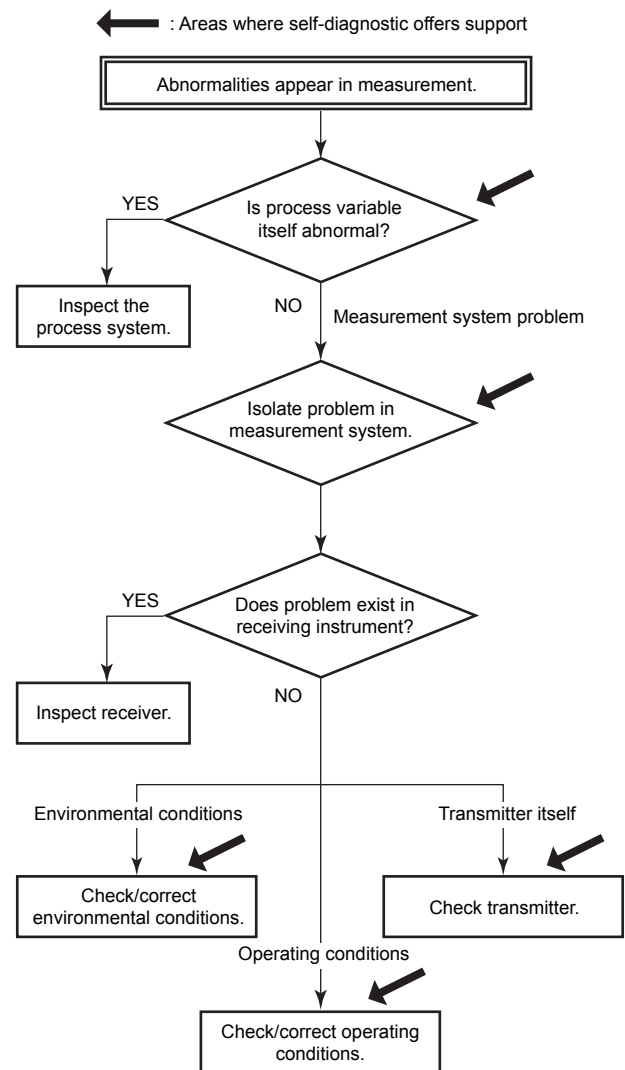 : Areas where self-diagnostic offers support
Abnormalities appear in measurement.
YES
Is process variable
itself abnormal?
Inspect the
process system.
NO
Measurement system problem
Isolate problem in
measurement system.
YES
Does problem exist in
receiving instrument?
NO
Inspect receiver.
Environmental conditions
Transmitter itself
Check/correct
environmental conditions.
Check transmitter.
Operating conditions
Check/correct operating
conditions.